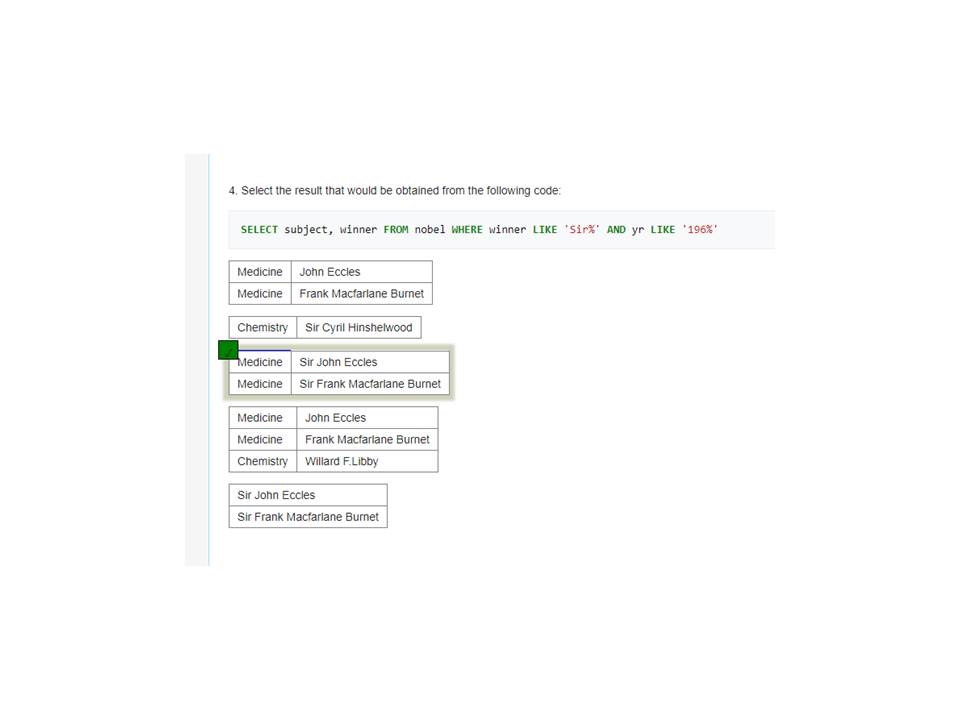 4. Select the result that would be obtained from the following code:
SELECT subject, winner FROM nobel WHERE winner LIKE 'Sir%' AND yr LIKE '196%'
Medicine John Eccles
Medicine Frank Macfarlane Burnet
Chemistry Sir Cyril Hinshelwood
Medicine Sir John Eccles
Medicine Sir Frank Macfarlane Burnet
Medicine John Eccles
Medicine Frank Macfarlane Burnet
Chemistry Willard F.Libby
Sir John Eccles
Sir Frank Macfarlane Burnet